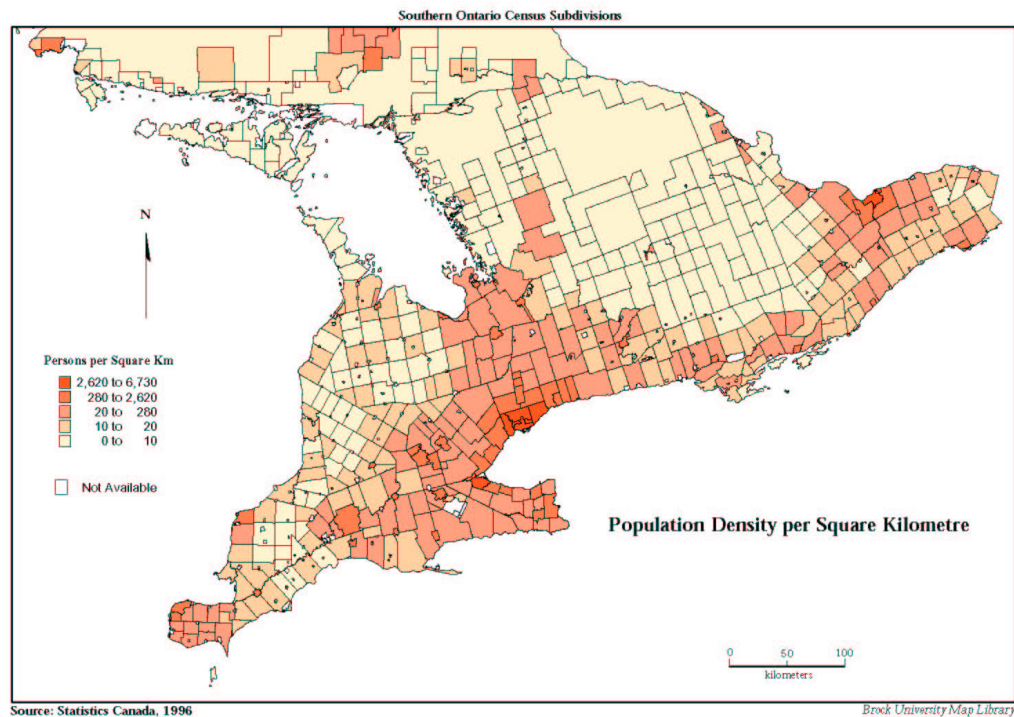 Southern Ontario Census Subdivisions
N
Persons per Square Km
2,620 to 6,730
280 to 2,620
20 to 280
10 to 20
0 to 10
Not Available
Population Density per Square Kilometre
0 50 100
kilometers
Source: Statistics Canada, 1996
Brock University Map Library